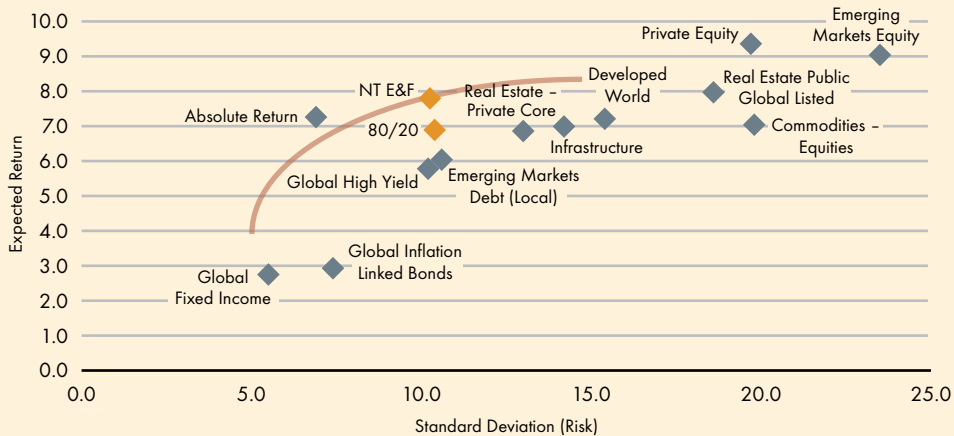 10.0
9.0
8.0
7.0
6.0
5.0
4.0
3.0
2.0
1.0
0.0
Expected Return
Emerging
Markets Equity
Private Equity
Developed
World
Real Estate Public
Global Listed
NT E&F
Real Estate –
Private Core
Absolute Return
80/20
Commodities –
Equities
Infrastructure
Global High Yield
Emerging Markets
Debt (Local)
Global Inflation
Linked Bonds
Global
Fixed Income
0.0 5.0 10.0 15.0 20.0 25.0
Standard Deviation (Risk)